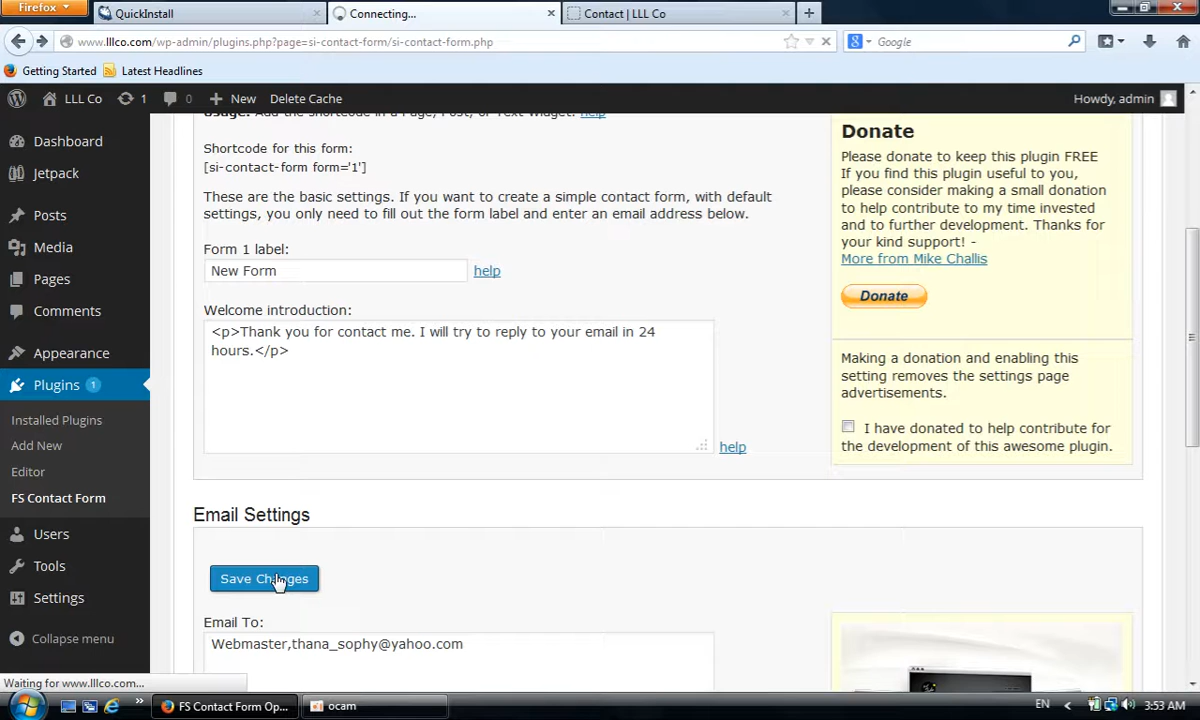 Firefox
QuickInstall
Connecting...
Contact | LLL Co
www.lllco.com/wp-admin/plugins.php?page=si-contact-form/si-contact-form.php
Google
Getting Started
Latest Headlines
LLL Co
1
0
New
Delete Cache
Howdy, admin
Dashboard
Jetpack
Posts
Media
Pages
Comments
Appearance
Plugins 1
Installed Plugins
Add New
Editor
FS Contact Form
Users
Tools
Settings
Collapse menu
Usage: Add the shortcode in a Page, Post, or Text Widget. help
Shortcode for this form:
[si-contact-form form='1']
These are the basic settings. If you want to create a simple contact form, with default
settings, you only need to fill out the form label and enter an email address below.
Form 1 label:
New Form
help
Welcome introduction:
<p>Thank you for contact me. I will try to reply to your email in 24
hours.</p>
help
Donate
Please donate to keep this plugin FREE
If you find this plugin useful to you,
please consider making a small donation
to help contribute to my time invested
and to further development. Thanks for
your kind support! -
More from Mike Challis
Donate
Making a donation and enabling this
setting removes the settings page
advertisements.
I have donated to help contribute for
the development of this awesome plugin.
Email Settings
Save Changes
Email To:
Webmaster,thana_sophy@yahoo.com
Waiting for www.lllco.com...
FS Contact Form Op...
ocam
EN
3:53 AM